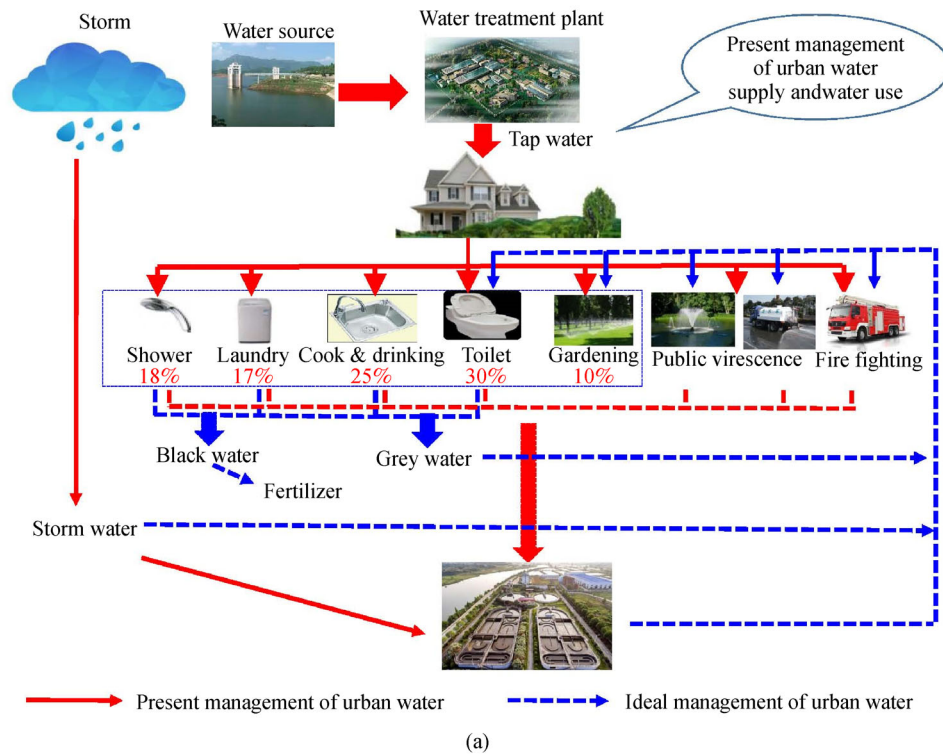 Storm
Water source
Water treatment plant
Present management
of urban water
supply andwater use
Tap water
Shower
Laundry
Cook & drinking
Toilet
Gardening
Public virescence
Fire fighting
18%
17%
25%
30%
10%
Black water
Grey water
Fertilizer
Storm water
Present management of urban water
Ideal management of urban water
(a)